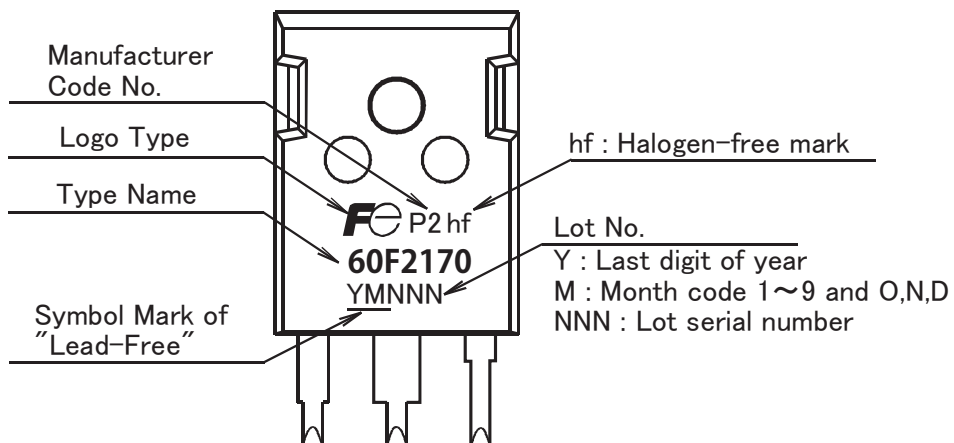 Manufacturer
Code No.
Logo Type
Type Name
Symbol Mark of
"Lead-Free"
Fe P2 hf
60F2170
YMNNN
hf : Halogen-free mark
Lot No.
Y : Last digit of year
M : Month code 1~9 and O,N,D
NNN : Lot serial number